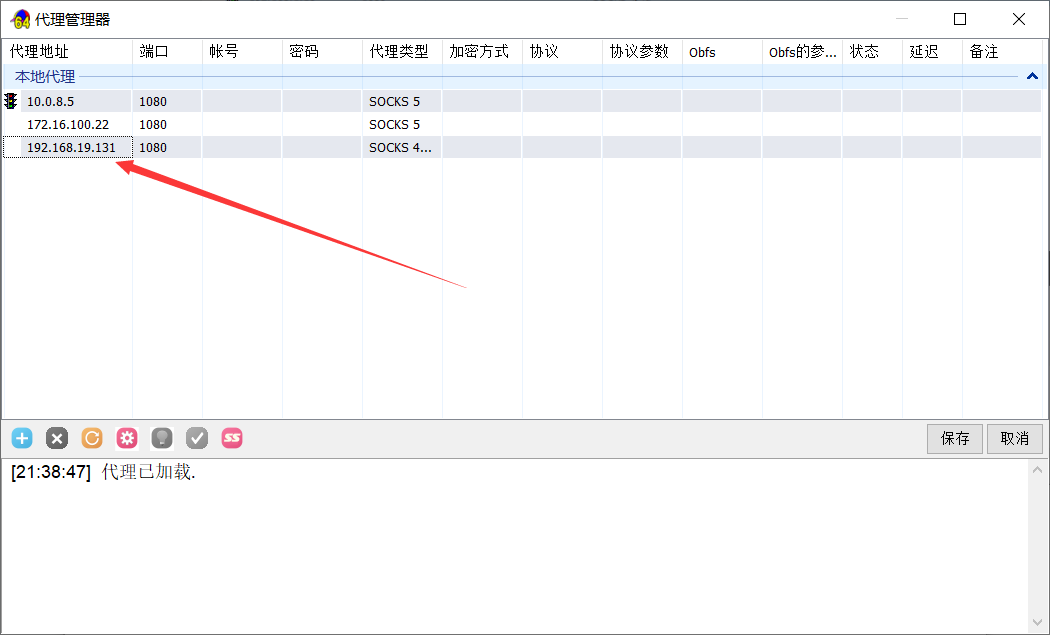 代理管理器
代理地址 端口 帐号 密码 代理类型 加密方式 协议 协议参数 Obfs Obfs的参... 状态 延迟 备注
本地代理
10.0.8.5 1080 SOCKS 5
172.16.100.22 1080 SOCKS 5
192.168.19.131 1080 SOCKS 4...
SS 保存 取消
[21:38:47] 代理已加载.